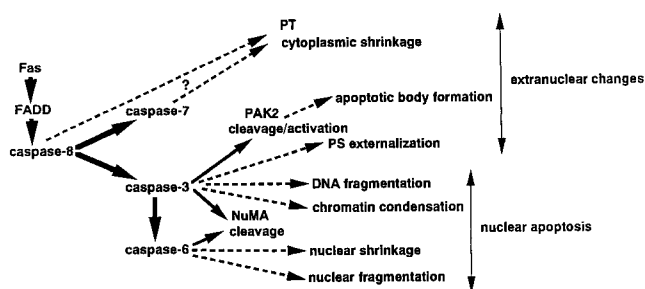 PT
cytoplasmic shrinkage
Fas
?
extranuclear changes
apoptotic body formation
FADD
caspase-7
PAK2
cleavage/activation
PS externalization
caspase-8
caspase-3
DNA fragmentation
chromatin condensation
NuMA
cleavage
nuclear apoptosis
caspase-6
nuclear shrinkage
nuclear fragmentation